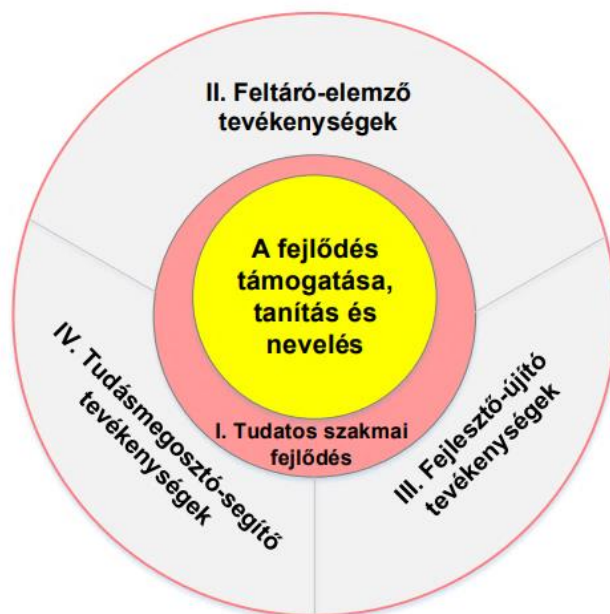 II. Feltáró-elemző
tevékenységek
A fejlődés
támogatása,
tanítás és
nevelés
I. Tudatos szakmai
fejlődés
IV. Tudásmegosztó-segítő
tevékenységek
III. Fejlesztő-újító
tevékenységek